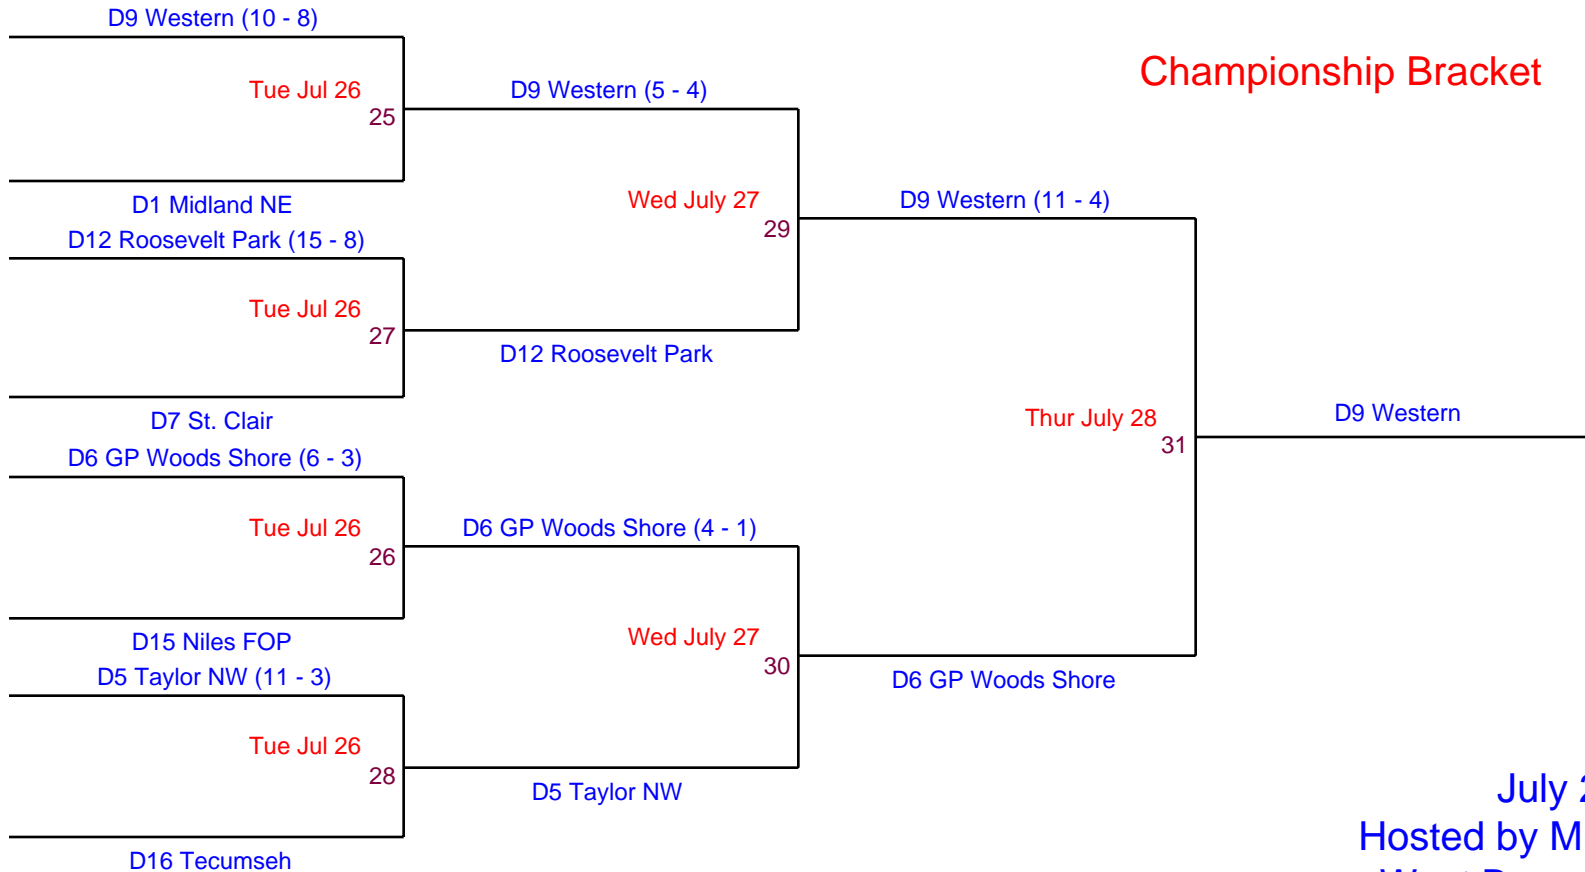 D9 Western (10 - 8)
Championship Bracket
Tue Jul 26
D9 Western (5 - 4)
25
D1 Midland NE
Wed July 27
D9 Western (11 - 4)
29
D12 Roosevelt Park (15 - 8)
Tue Jul 26
27
D12 Roosevelt Park
D7 St. Clair
Thur July 28
D9 Western
31
D6 GP Woods Shore (6 - 3)
Tue Jul 26
D6 GP Woods Shore (4 - 1)
26
D15 Niles FOP
Wed July 27
30
D6 GP Woods Shore
D5 Taylor NW (11 - 3)
Tue Jul 26
28
D5 Taylor NW
D16 Tecumseh
July
Hosted by